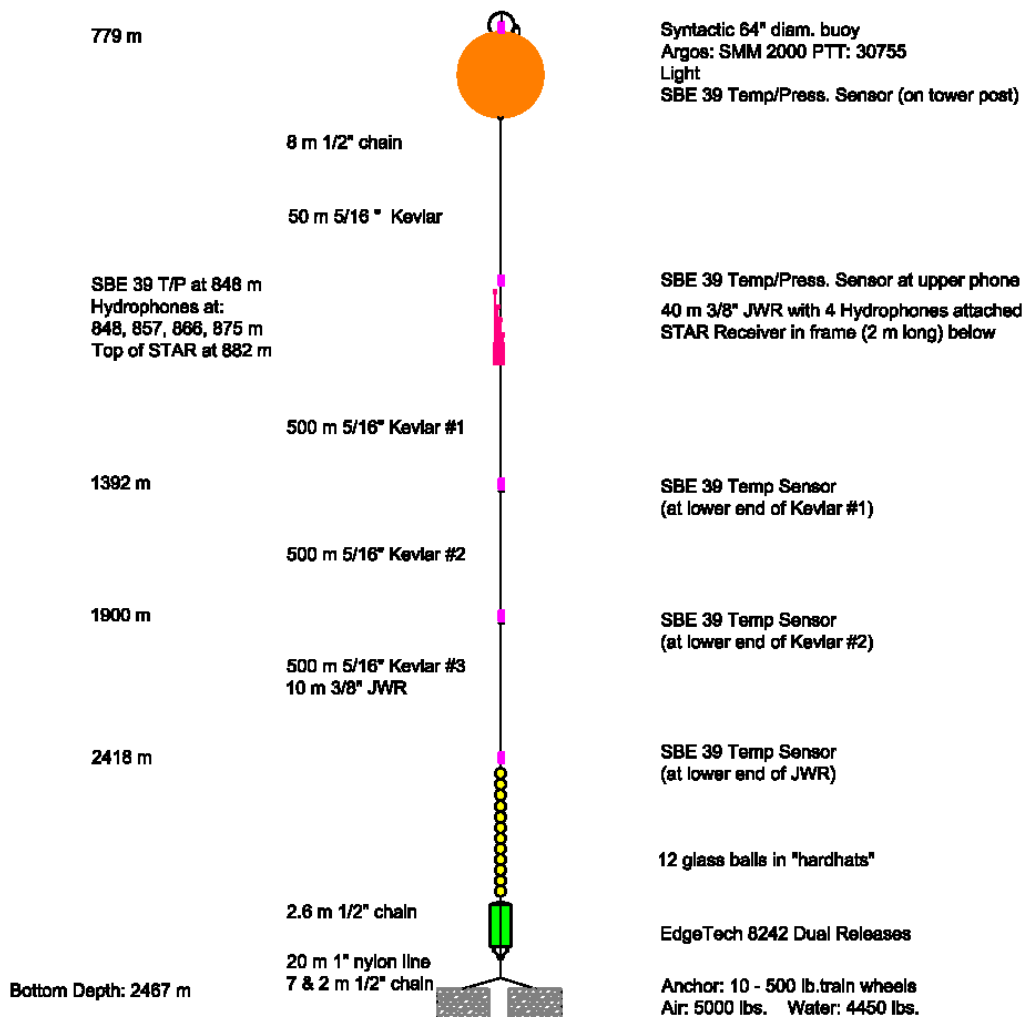 779 m
Syntactic 64" diam. buoy
Argos: SMM 2000 PTT: 30755
Light
SBE 39 Temp/Press. Sensor (on tower post)
8 m 1/2" chain
50 m 5/16 " Kevlar
SBE 39 T/P at 848 m
Hydrophones at:
848, 857, 866, 875 m
Top of STAR at 882 m
SBE 39 Temp/Press. Sensor at upper phone
40 m 3/8" JWR with 4 Hydrophones attached
STAR Receiver in frame (2 m long) below
500 m 5/16" Kevlar #1
1392 m
SBE 39 Temp Sensor
(at lower end of Kevlar #1)
500 m 5/16" Kevlar #2
1900 m
SBE 39 Temp Sensor
(at lower end of Kevlar #2)
500 m 5/16" Kevlar #3
10 m 3/8" JWR
2418 m
SBE 39 Temp Sensor
(at lower end of JWR)
12 glass balls in "hardhats"
2.6 m 1/2" chain
EdgeTech 8242 Dual Releases
20 m 1" nylon line
7 & 2 m 1/2" chain
Bottom Depth: 2467 m
Anchor: 10 - 500 lb.train wheels
Air: 5000 lbs. Water: 4450 lbs.